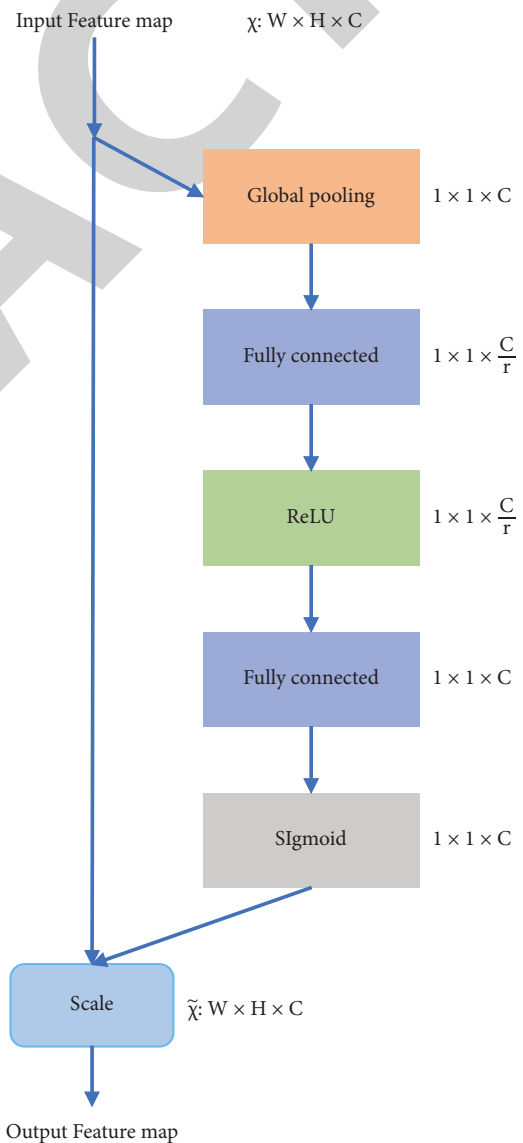 Input Feature map χ: W × H × C
Global pooling 1 × 1 × C
Fully connected 1 × 1 × C/r
ReLU 1 × 1 × C/r
Fully connected 1 × 1 × C
SIgmoid 1 × 1 × C
Scale χ̃: W × H × C
Output Feature map